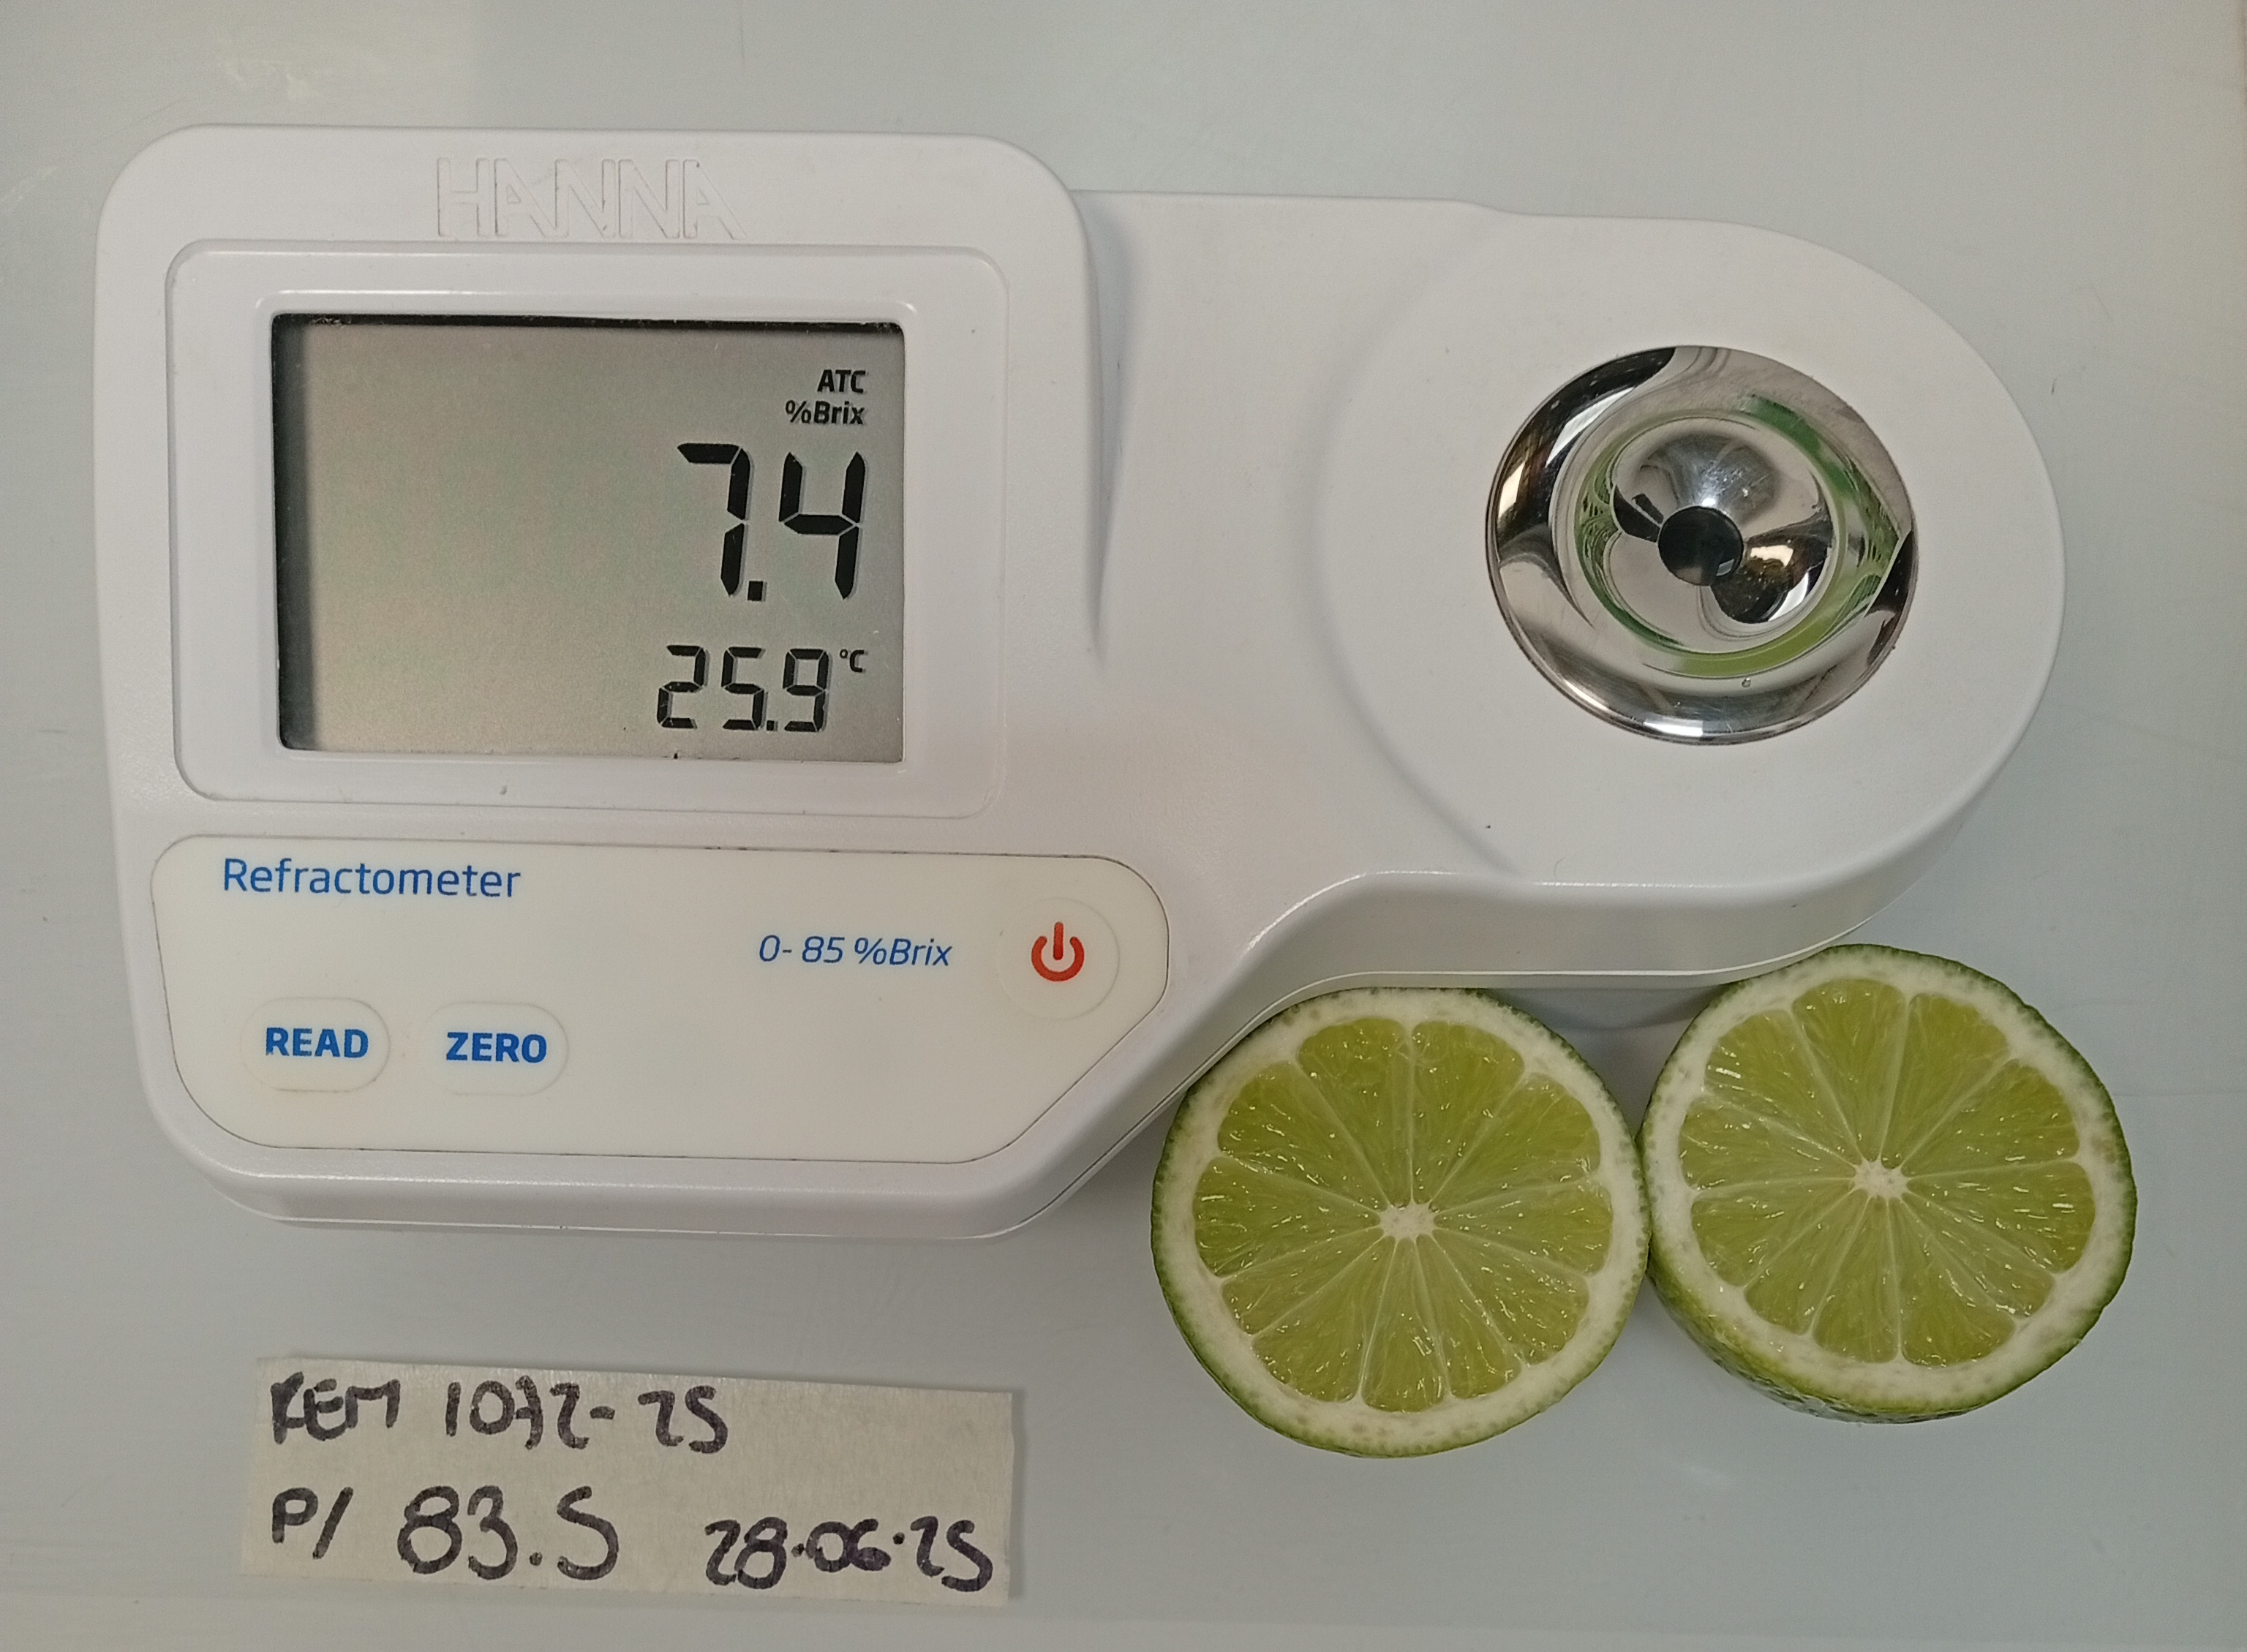 HANNA
ATC
%Brix
7.4
25.9 °C
Refractometer
0-85 %Brix
READ ZERO
REM 1072-25
P/ 83.5 28.06.25